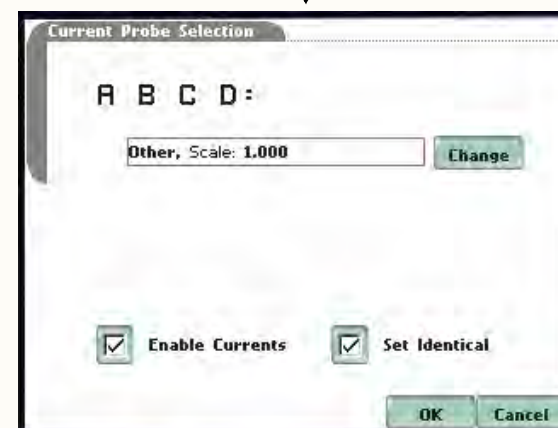 Current Probe Selection
A B C D:
Other, Scale: 1.000 Change
Enable Currents Set Identical
OK Cancel